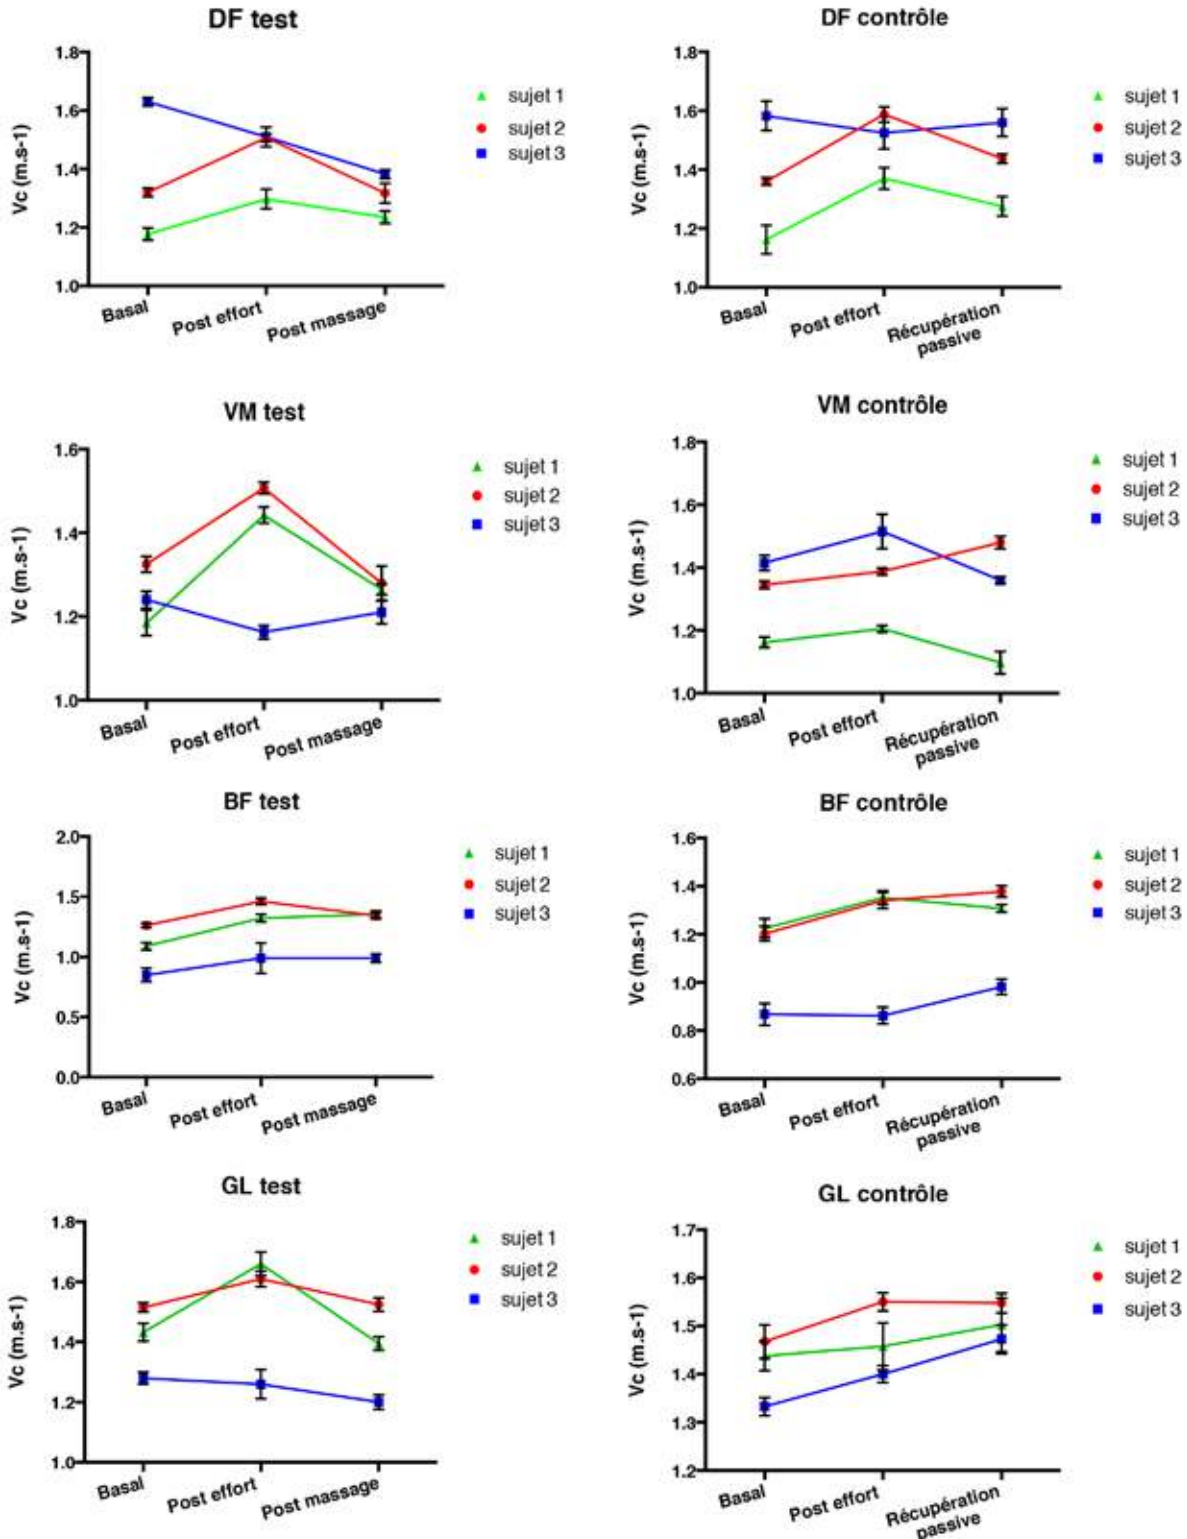 DF test
1.8
1.6
1.4
1.2
1.0
Vc (m.s-1)
Basal
Post effort
Post massage
sujet 1
sujet 2
sujet 3
DF contrôle
1.8
1.6
1.4
1.2
1.0
Vc (m.s-1)
Basal
Post effort
Récupération
passive
sujet 1
sujet 2
sujet 3
VM test
1.6
1.4
1.2
1.0
Vc (m.s-1)
Basal
Post effort
Post massage
sujet 1
sujet 2
sujet 3
VM contrôle
1.8
1.6
1.4
1.2
1.0
Vc (m.s-1)
Basal
Post effort
Récupération
passive
sujet 1
sujet 2
sujet 3
BF test
2.0
1.5
1.0
0.5
0.0
Vc (m.s-1)
Basal
Post effort
Post massage
sujet 1
sujet 2
sujet 3
BF contrôle
1.6
1.4
1.2
1.0
0.8
0.6
Vc (m.s-1)
Basal
Post effort
Récupération
passive
sujet 1
sujet 2
sujet 3
GL test
1.8
1.6
1.4
1.2
1.0
Vc (m.s-1)
Basal
Post effort
Post massage
sujet 1
sujet 2
sujet 3
GL contrôle
1.7
1.6
1.5
1.4
1.3
1.2
Vc (m.s-1)
Basal
Post effort
Récupération
passive
sujet 1
sujet 2
sujet 3